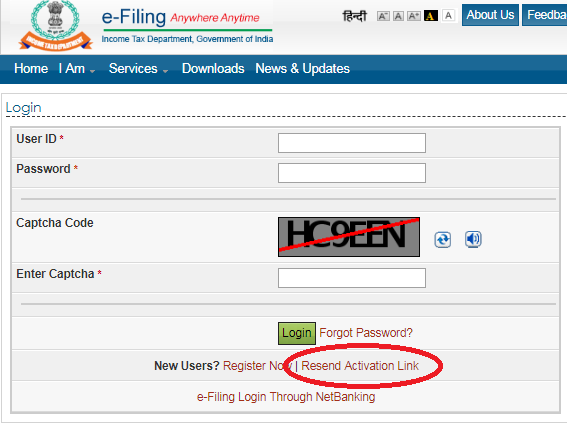 e-Filing Anywhere Anytime
Income Tax Department, Government of India
हिन्दी A- A A+ A A About Us Feedba
Home I Am Services Downloads News & Updates
Login
User ID *
Password *
Captcha Code HC9EEN
Enter Captcha *
Login Forgot Password?
New Users? Register Now | Resend Activation Link
e-Filing Login Through NetBanking